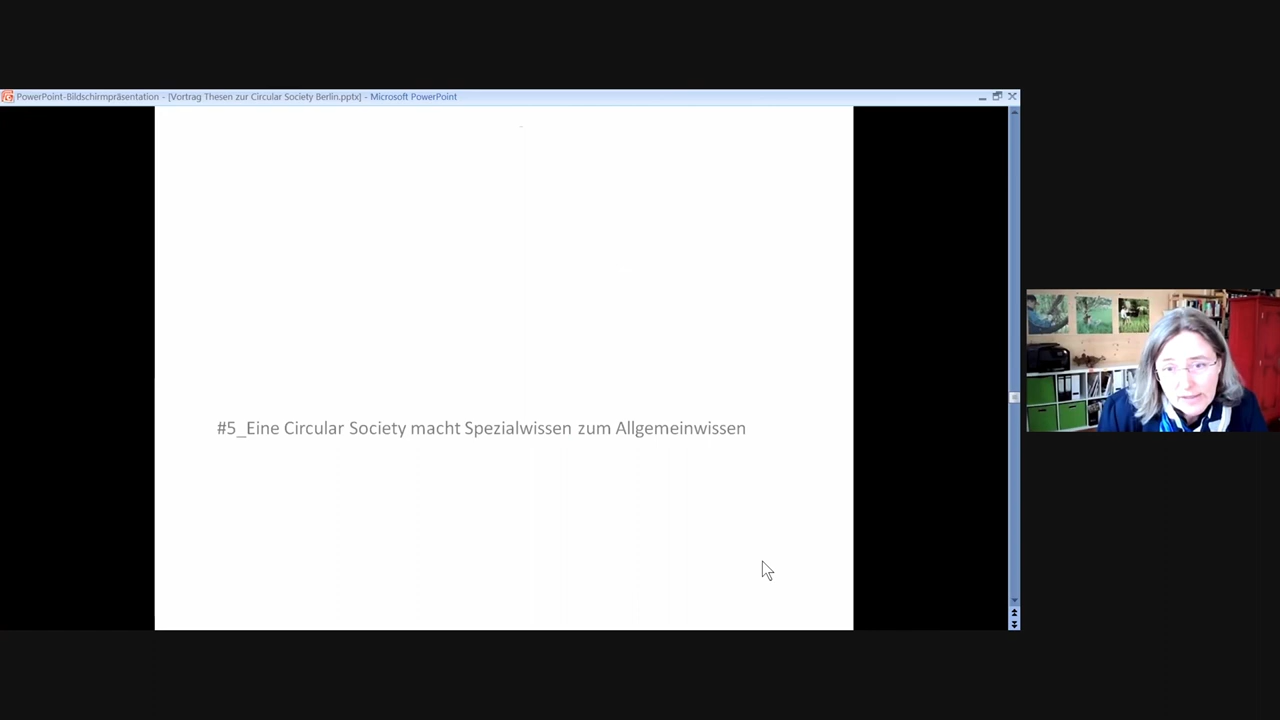 PowerPoint-Bildschirmpräsentation - [Vortrag Thesen zur Circular Society Berlin.pptx] - Microsoft PowerPoint
#5_Eine Circular Society macht Spezialwissen zum Allgemeinwissen